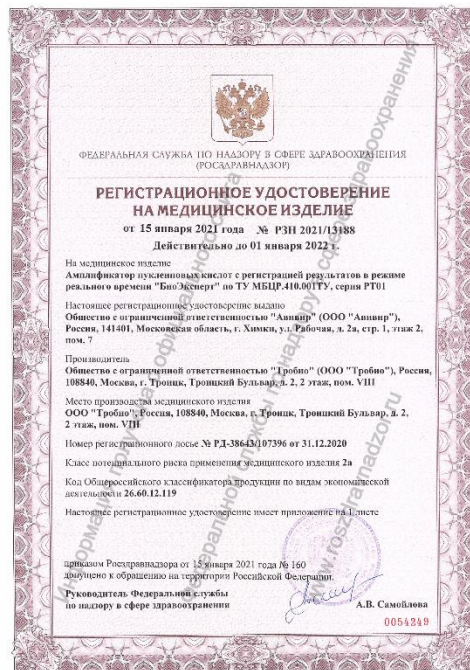 ФЕДЕРАЛЬНАЯ СЛУЖБА ПО НАДЗОРУ В СФЕРЕ ЗДРАВООХРАНЕНИЯ
(РОСЗДРАВНАДЗОР)
РЕГИСТРАЦИОННОЕ УДОСТОВЕРЕНИЕ
НА МЕДИЦИНСКОЕ ИЗДЕЛИЕ
от 15 января 2021 года № РЗН 2021/13188
Действительно до 01 января 2022 г.
На медицинское изделие
Амплификатор нуклеиновых кислот с регистрацией результатов в режиме
реального времени "БиоЭксперт" по ТУ МБЦР.410.001ТУ, серия РТ01
Настоящее регистрационное удостоверение выдано
Общество с ограниченной ответственностью "Авивир" (ООО "Авивир"),
Россия, 141401, Московская область, г. Химки, ул. Рабочая, д. 2а, стр. 1, этаж 2,
пом. 7
Производитель
Общество с ограниченной ответственностью "Тробио" (ООО "Тробио"), Россия,
108840, Москва, г. Троицк, Троицкий Бульвар, д. 2, 2 этаж, пом. VIII
Место производства медицинского изделия
ООО "Тробио", Россия, 108840, Москва, г. Троицк, Троицкий Бульвар, д. 2,
2 этаж, пом. VIII
Номер регистрационного досье № РД-38643/107396 от 31.12.2020
Класс потенциального риска применения медицинского изделия 2а
Код Общероссийского классификатора продукции по видам экономической
деятельности 26.60.12.119
Настоящее регистрационное удостоверение имеет приложение на 1 листе
приказом Росздравнадзора от 15 января 2021 года № 160
допущено к обращению на территории Российской Федерации.
Руководитель Федеральной службы
по надзору в сфере здравоохранения
А.В. Самойлова
0054249
www.roszdravnadzor.ru